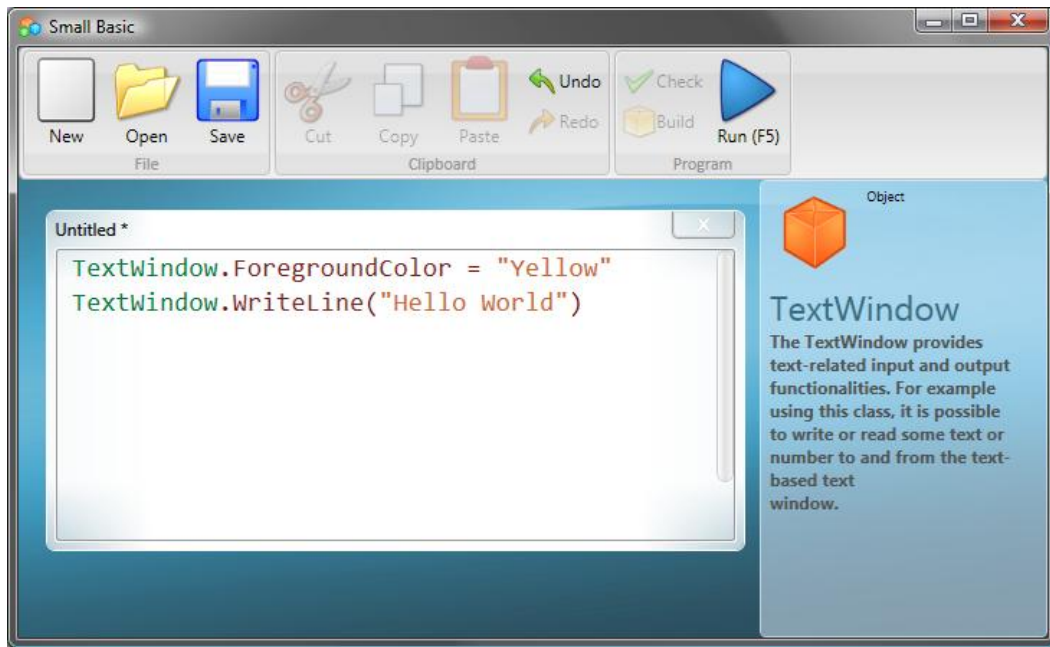 Small Basic
New Open Save
File
Cut Copy Paste
Undo
Redo
Clipboard
Check
Build
Run (F5)
Program
Untitled *
X
TextWindow.ForegroundColor = "Yellow"
TextWindow.WriteLine("Hello World")
Object
TextWindow
The TextWindow provides
text-related input and output
functionalities. For example
using this class, it is possible
to write or read some text or
number to and from the text-
based text
window.